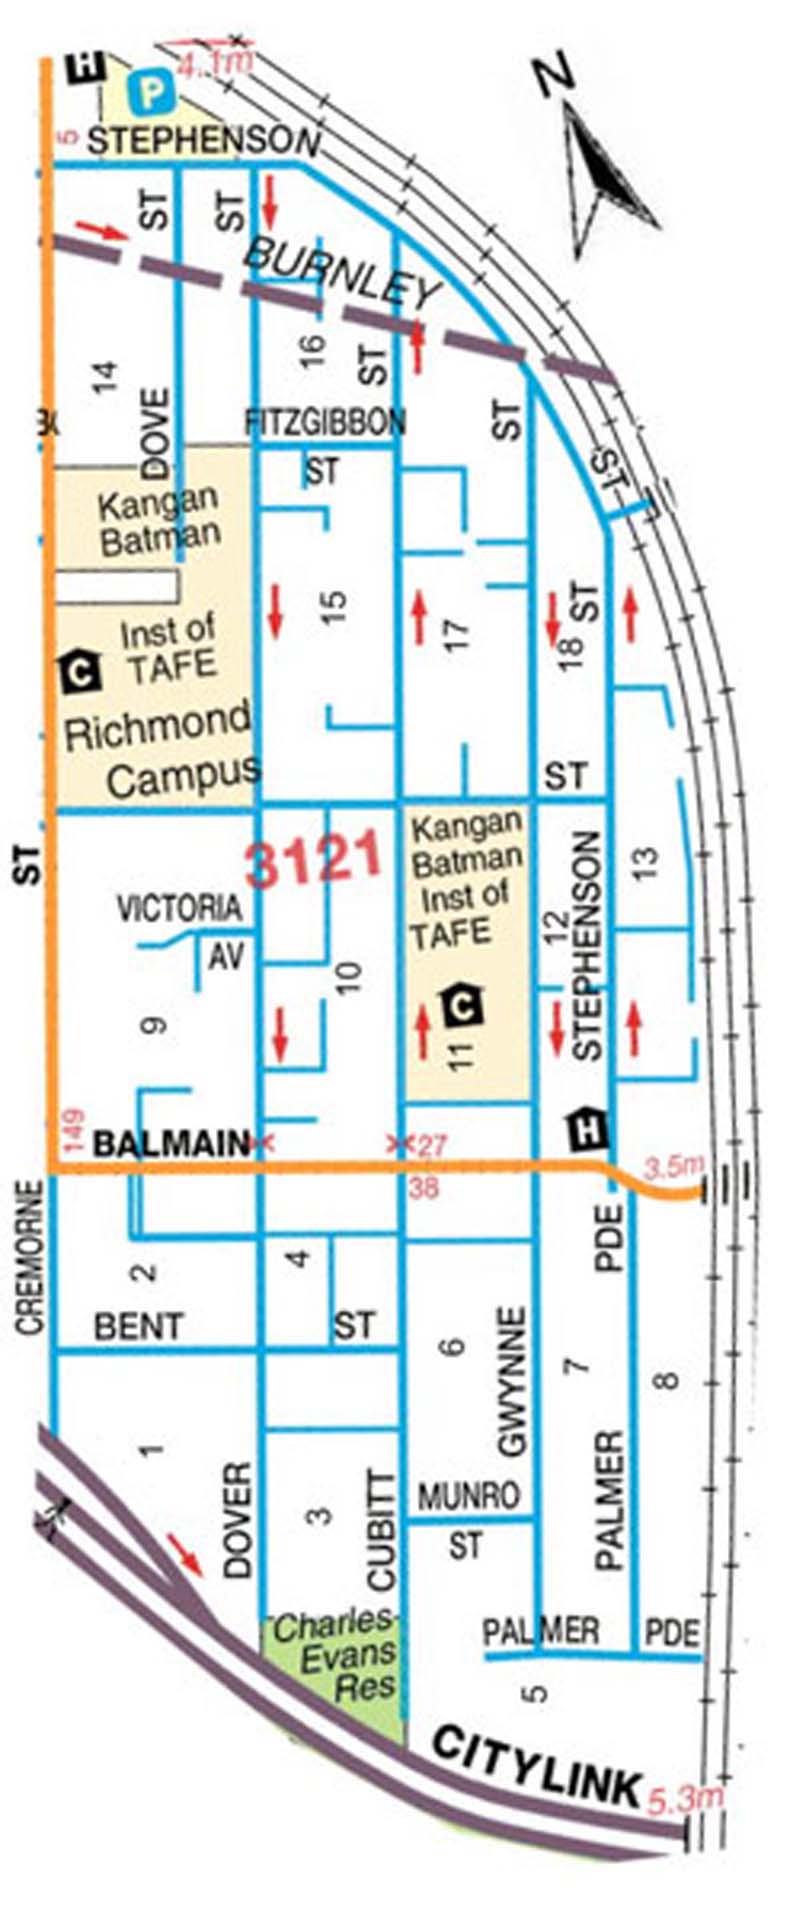 H
4.1m
N
P
5
STEPHENSON
ST
ST
BURNLEY
14
16
ST
DOVE
FITZGIBBON
ST
ST
ST
Kangan
Batman
Inst of
TAFE
C
Richmond
Campus
15
17
18
ST
ST
ST
3121
Kangan
Batman
Inst of
TAFE
C
11
12
STEPHENSON
13
VICTORIA
AV
10
9
149
BALMAIN
27
38
H
3.5m
CREMORNE
PDE
2
4
BENT
ST
6
GWYNNE
7
8
1
DOVER
3
CUBITT
MUNRO
ST
PALMER
Charles
Evans
Res
PALMER PDE
5
CITYLINK
5.3m